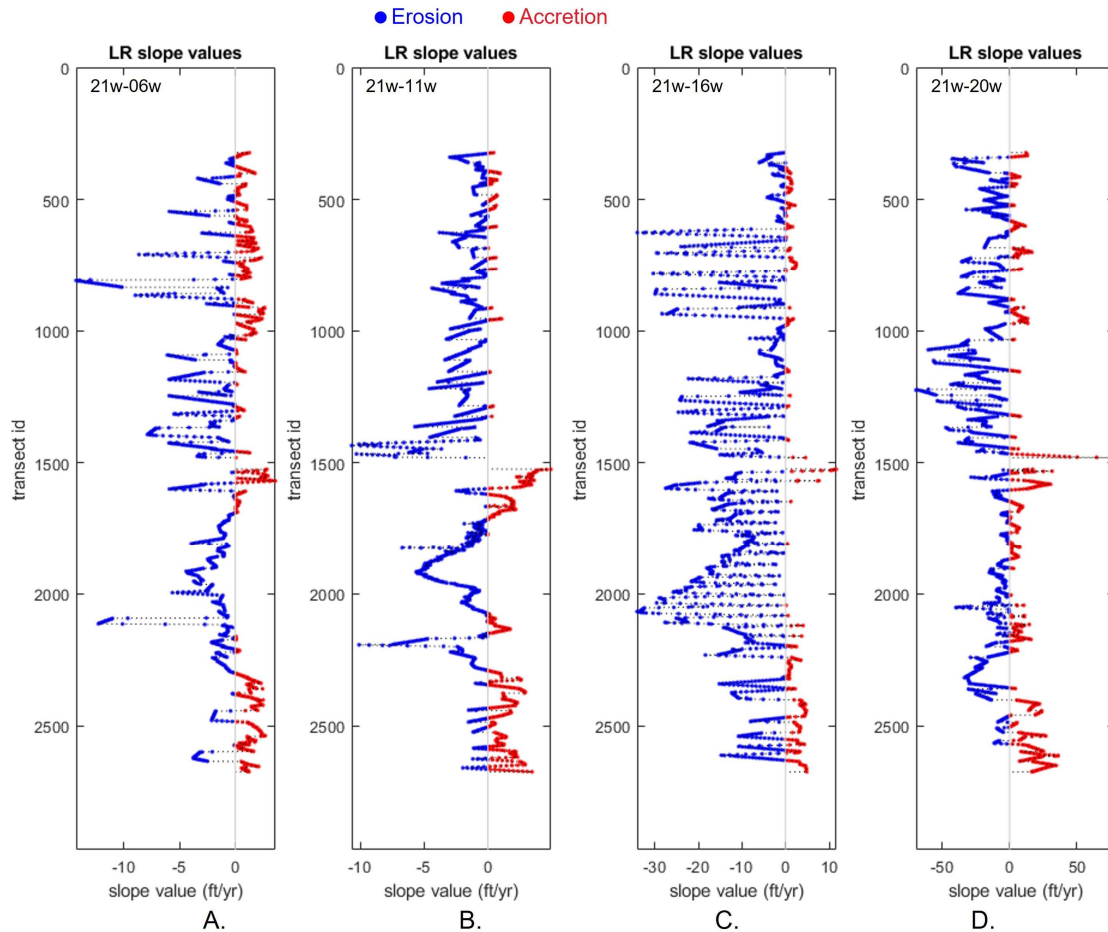 Erosion Accretion
LR slope values
21w-06w
0
500
1000
1500
2000
2500
transect id
-10 -5 0
slope value (ft/yr)
A.
LR slope values
21w-11w
0
500
1000
1500
2000
2500
transect id
-10 -5 0
slope value (ft/yr)
B.
LR slope values
21w-16w
0
500
1000
1500
2000
2500
transect id
-30 -20 -10 0 10
slope value (ft/yr)
C.
LR slope values
21w-20w
0
500
1000
1500
2000
2500
transect id
-50 0 50
slope value (ft/yr)
D.